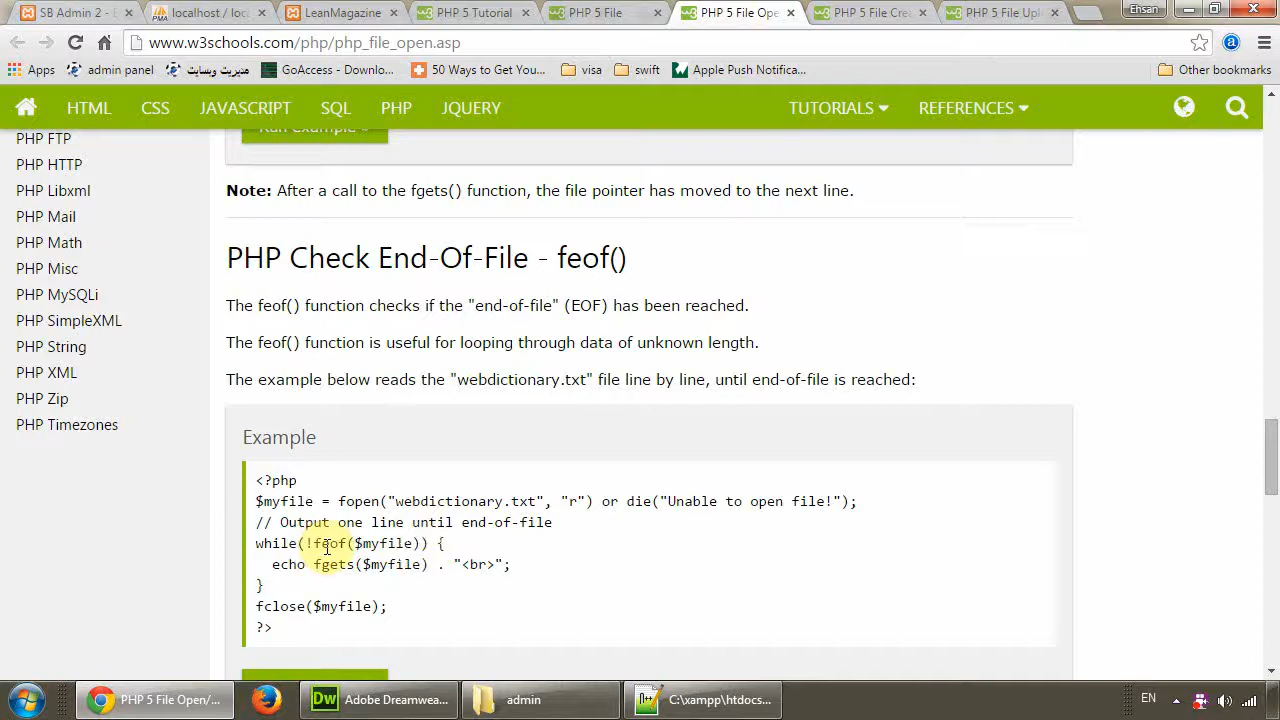 SB Admin 2 - E
localhost / loc
LeanMagazine
PHP 5 Tutorial
PHP 5 File
PHP 5 File Ope
PHP 5 File Cre
PHP 5 File Upl
Ehsan
www.w3schools.com/php/php_file_open.asp
Apps
admin panel
مدیریت وبسایت
GoAccess - Downlo...
50 Ways to Get You...
visa
swift
Apple Push Notifica...
Other bookmarks
HTML
CSS
JAVASCRIPT
SQL
PHP
JQUERY
TUTORIALS
REFERENCES
PHP FTP
PHP HTTP
PHP Libxml
PHP Mail
PHP Math
PHP Misc
PHP MySQLi
PHP SimpleXML
PHP String
PHP XML
PHP Zip
PHP Timezones
Run Example »
Note: After a call to the fgets() function, the file pointer has moved to the next line.
PHP Check End-Of-File - feof()
The feof() function checks if the "end-of-file" (EOF) has been reached.
The feof() function is useful for looping through data of unknown length.
The example below reads the "webdictionary.txt" file line by line, until end-of-file is reached:
Example
<?php
$myfile = fopen("webdictionary.txt", "r") or die("Unable to open file!");
// Output one line until end-of-file
while(!feof($myfile)) {
echo fgets($myfile) . "<br>";
}
fclose($myfile);
?>
PHP 5 File Open/...
Dw
Adobe Dreamwea...
admin
C:\xampp\htdocs...
EN